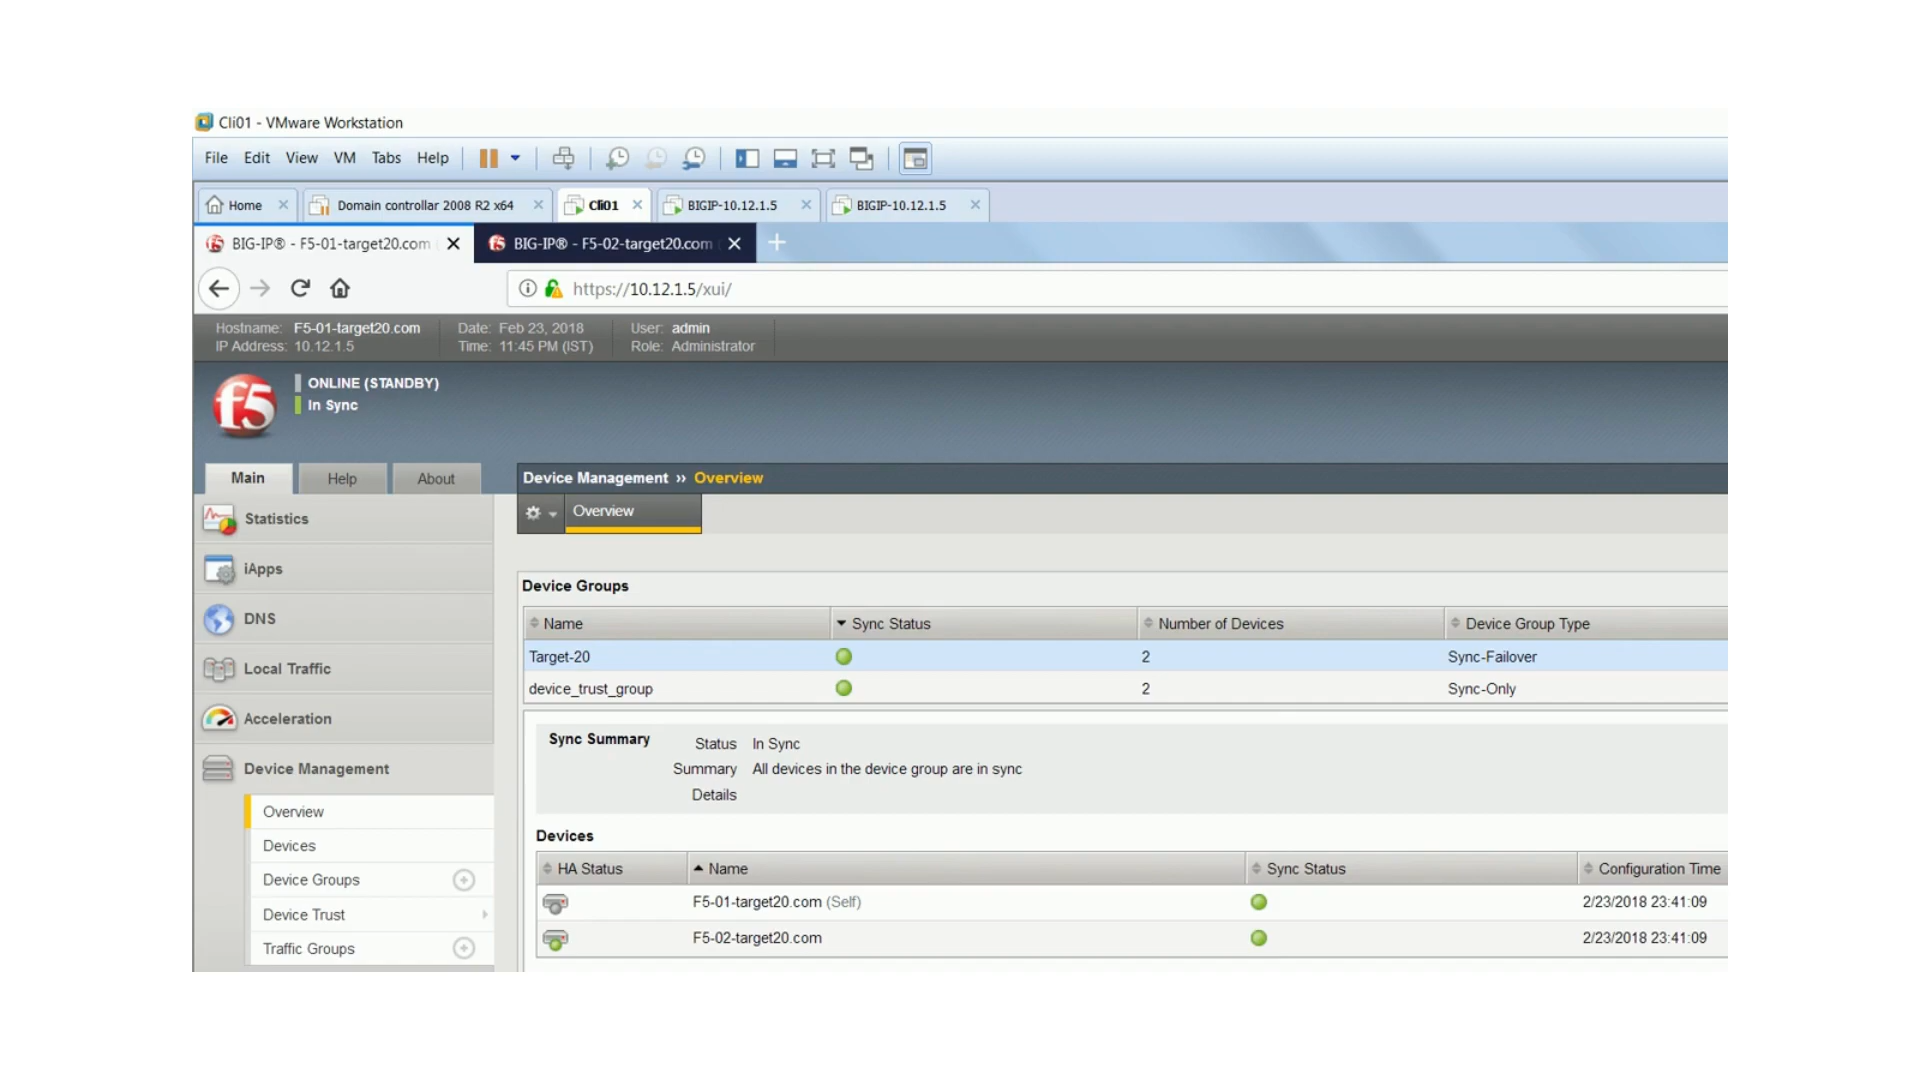 Cli01 - VMware Workstation
File Edit View VM Tabs Help
Home Domain controllar 2008 R2 x64 Cli01 BIGIP-10.12.1.5 BIGIP-10.12.1.5
BIG-IP® - F5-01-target20.com BIG-IP® - F5-02-target20.com
https://10.12.1.5/xui/
Hostname: F5-01-target20.com Date: Feb 23, 2018 User: admin
IP Address: 10.12.1.5 Time: 11:45 PM (IST) Role: Administrator
ONLINE (STANDBY)
f5 In Sync
Main Help About Device Management ›› Overview
Overview
Statistics
iApps
DNS
Local Traffic
Acceleration
Device Management
Overview
Devices
Device Groups
Device Trust
Traffic Groups
Device Groups
Name Sync Status Number of Devices Device Group Type
Target-20 2 Sync-Failover
device_trust_group 2 Sync-Only
Sync Summary Status In Sync
Summary All devices in the device group are in sync
Details
Devices
HA Status Name Sync Status Configuration Time
F5-01-target20.com (Self) 2/23/2018 23:41:09
F5-02-target20.com 2/23/2018 23:41:09